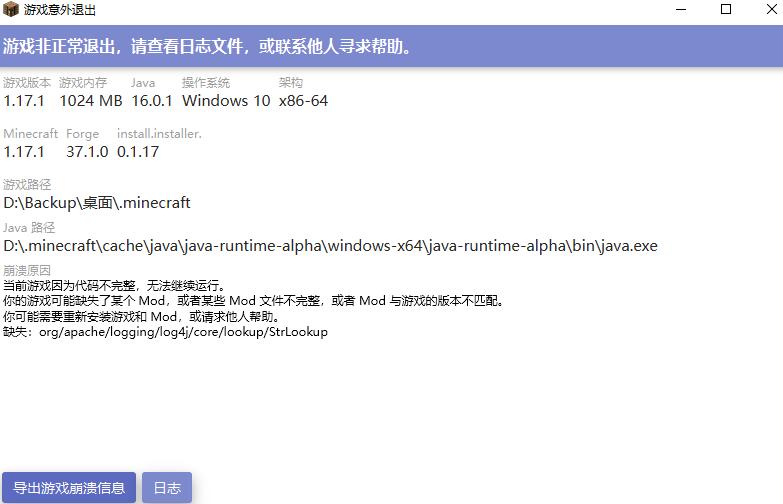 游戏意外退出
游戏非正常退出，请查看日志文件，或联系他人寻求帮助。
游戏版本 游戏内存 Java 操作系统 架构
1.17.1 1024 MB 16.0.1 Windows 10 x86-64
Minecraft Forge install.installer.
1.17.1 37.1.0 0.1.17
游戏路径
D:\Backup\桌面\.minecraft
Java 路径
D:\.minecraft\cache\java\java-runtime-alpha\windows-x64\java-runtime-alpha\bin\java.exe
崩溃原因
当前游戏因为代码不完整，无法继续运行。
你的游戏可能缺失了某个 Mod，或者某些 Mod 文件不完整，或者 Mod 与游戏的版本不匹配。
你可能需要重新安装游戏和 Mod，或请求他人帮助。
缺失：org/apache/logging/log4j/core/lookup/StrLookup
导出游戏崩溃信息 日志